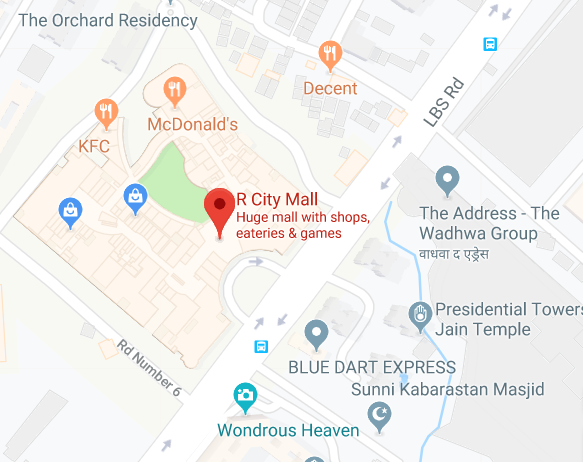 The Orchard Residency
Decent
McDonald's
KFC
LBS Rd
R City Mall
Huge mall with shops,
eateries & games
The Address - The
Wadhwa Group
वाधवा द एड्रेस
Presidential Towers
Jain Temple
Rd Number 6
BLUE DART EXPRESS
Sunni Kabarastan Masjid
Wondrous Heaven